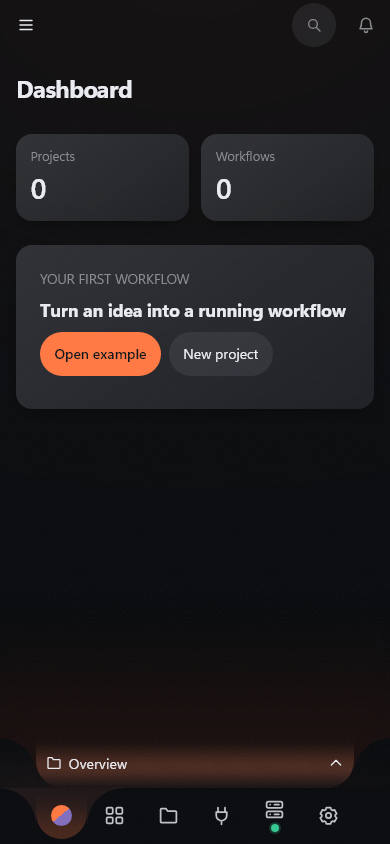 Dashboard
Projects
Workflows
0
0
YOUR FIRST WORKFLOW
Turn an idea into a running workflow
Open example
New project
Overview